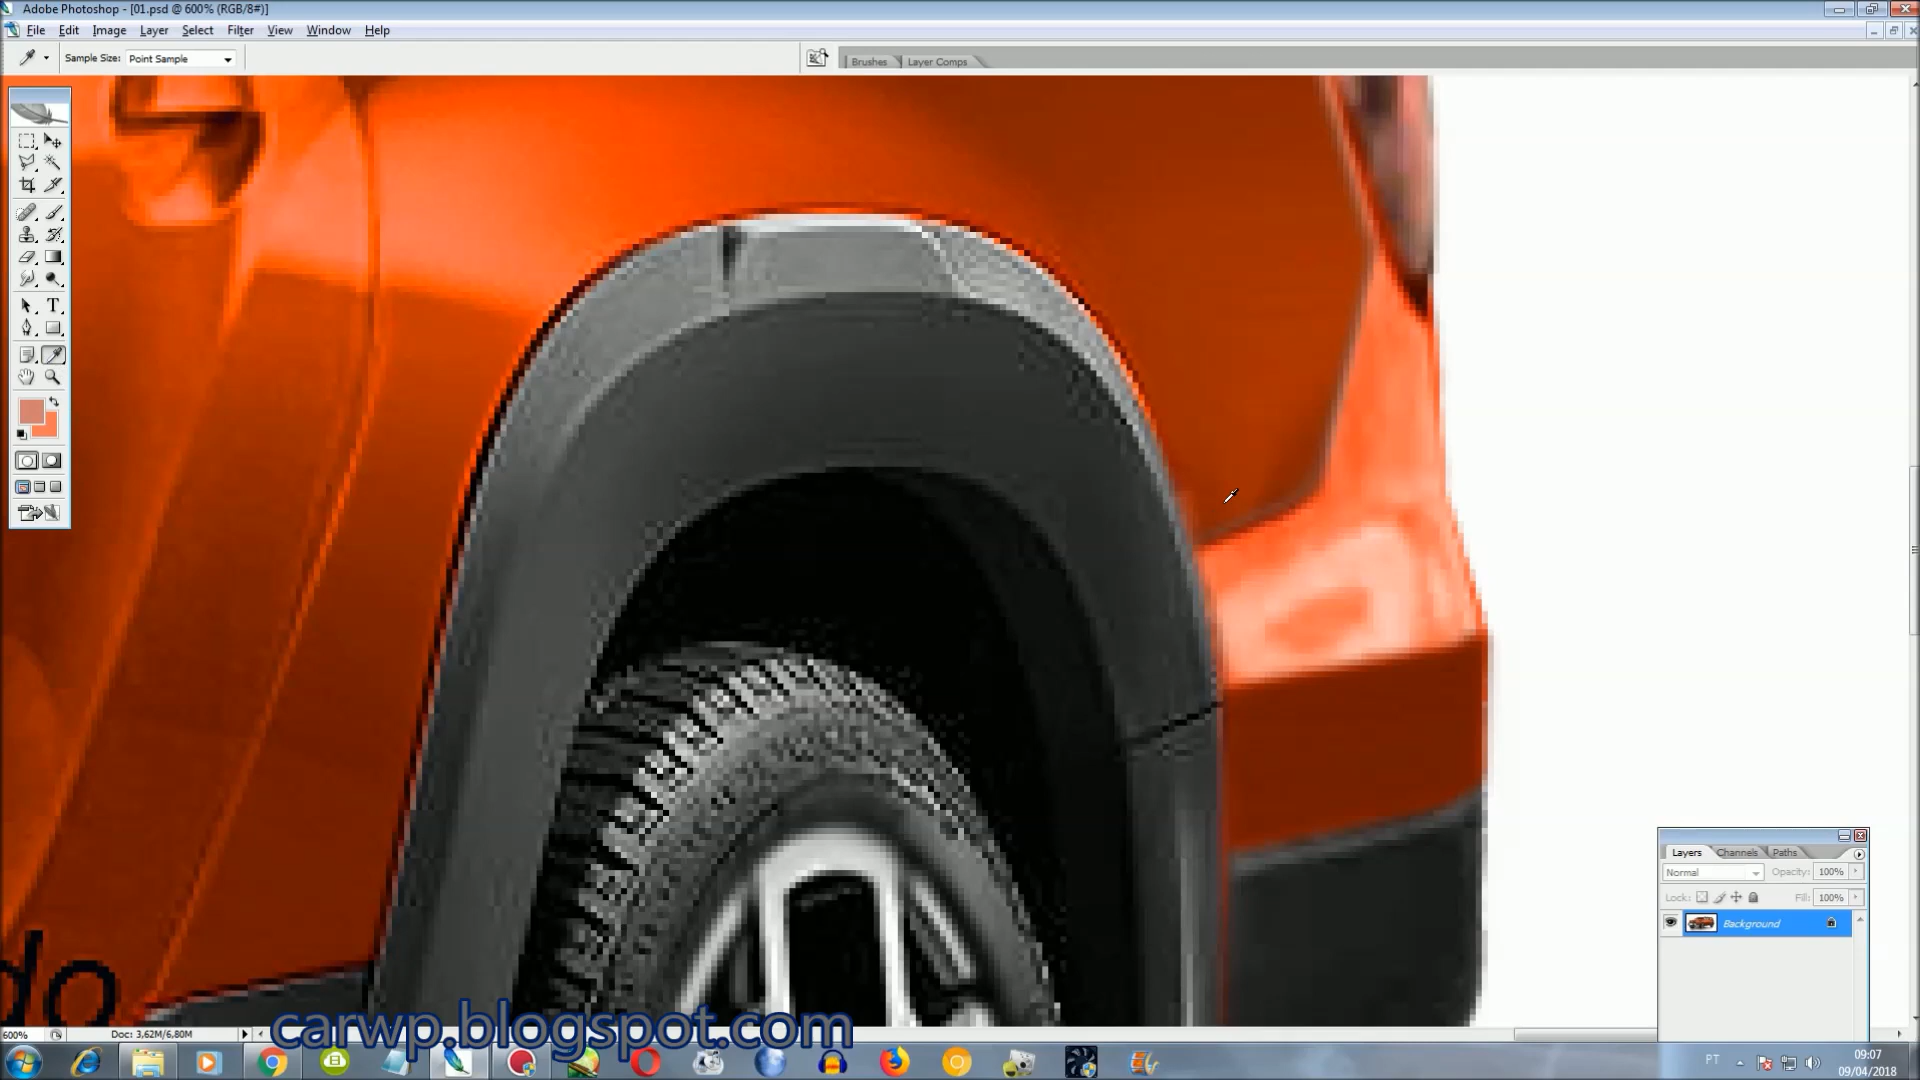 Adobe Photoshop - [01.psd @ 600% (RGB/8#)]
File Edit Image Layer Select Filter View Window Help
Sample Size: Point Sample
Brushes Layer Comps
T
Layers Channels Paths
Normal Opacity: 100%
Lock: Fill: 100%
Background
do
600% Doc: 3,62M/6,80M
carwp.blogspot.com
PT 09:07
09/04/2018